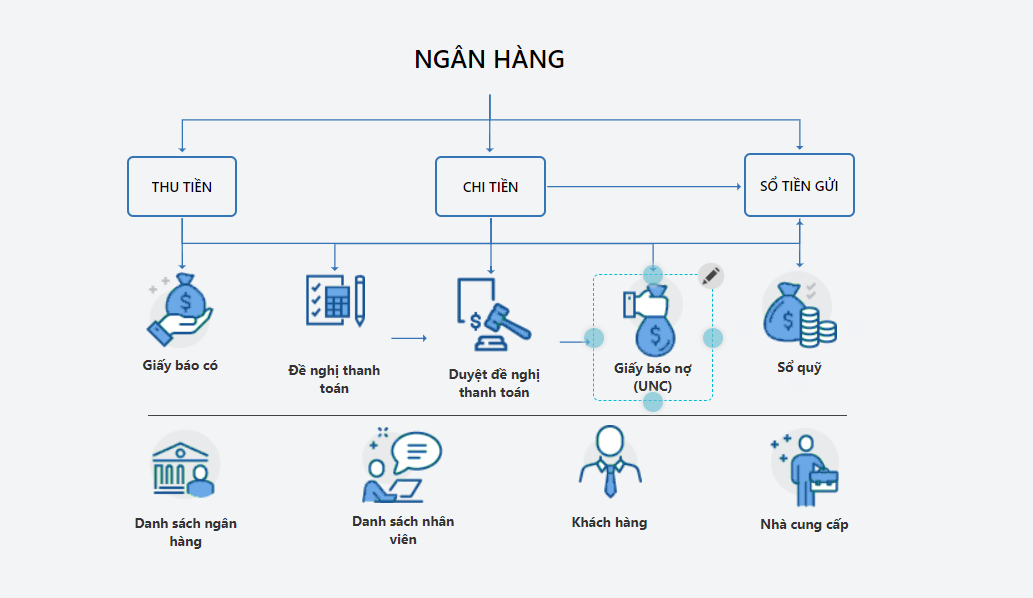 NGÂN HÀNG
THU TIỀN
CHI TIỀN
SỔ TIỀN GỬI
Giấy báo có
Đề nghị thanh
toán
Duyệt đề nghị
thanh toán
Giấy báo nợ
(UNC)
Sổ quỹ
Danh sách ngân
hàng
Danh sách nhân
viên
Khách hàng
Nhà cung cấp